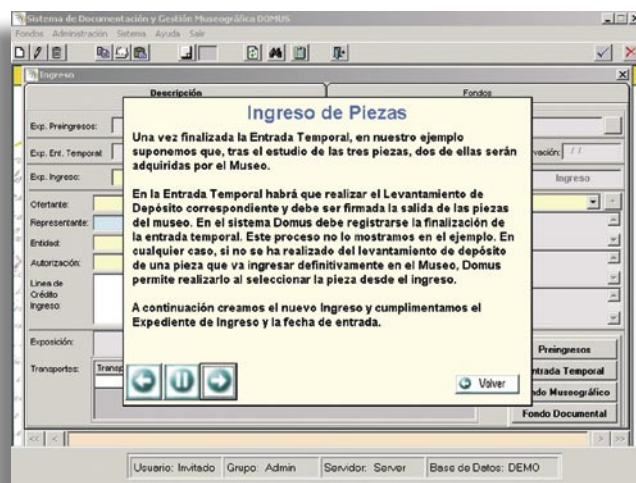 Sistema de Documentación y Gestión Museográfica DOMUS
Fondos Administración Sistema Ayuda Salir
Ingreso
Descripción Fondos
Exp. Preingresos:
Exp. Ent. Temporal
Exp. Ingreso: Ingreso
Ofertante:
Representante:
Entidad:
Autorización:
Linea de
Crédito
Ingreso:
Exposición:
Transportes:
Ingreso de Piezas
Una vez finalizada la Entrada Temporal, en nuestro ejemplo
suponemos que, tras el estudio de las tres piezas, dos de ellas serán
adquiridas por el Museo.
En la Entrada Temporal habrá que realizar el Levantamiento de
Depósito correspondiente y debe ser firmada la salida de las piezas
del museo. En el sistema Domus debe registrarse la finalización de
la entrada temporal. Este proceso no lo mostramos en el ejemplo. En
cualquier caso, si no se ha realizado del levantamiento de depósito
de una pieza que va ingresar definitivamente en el Museo, Domus
permite realizarlo al seleccionar la pieza desde el ingreso.
A continuación creamos el nuevo Ingreso y cumplimentamos el
Expediente de Ingreso y la fecha de entrada.
Volver
Preingresos
ntrada Temporal
do Museográfico
Fondo Documental
<< < > >>
Usuario: Invitado Grupo: Admin Servidor: Server Base de Datos: DEMO